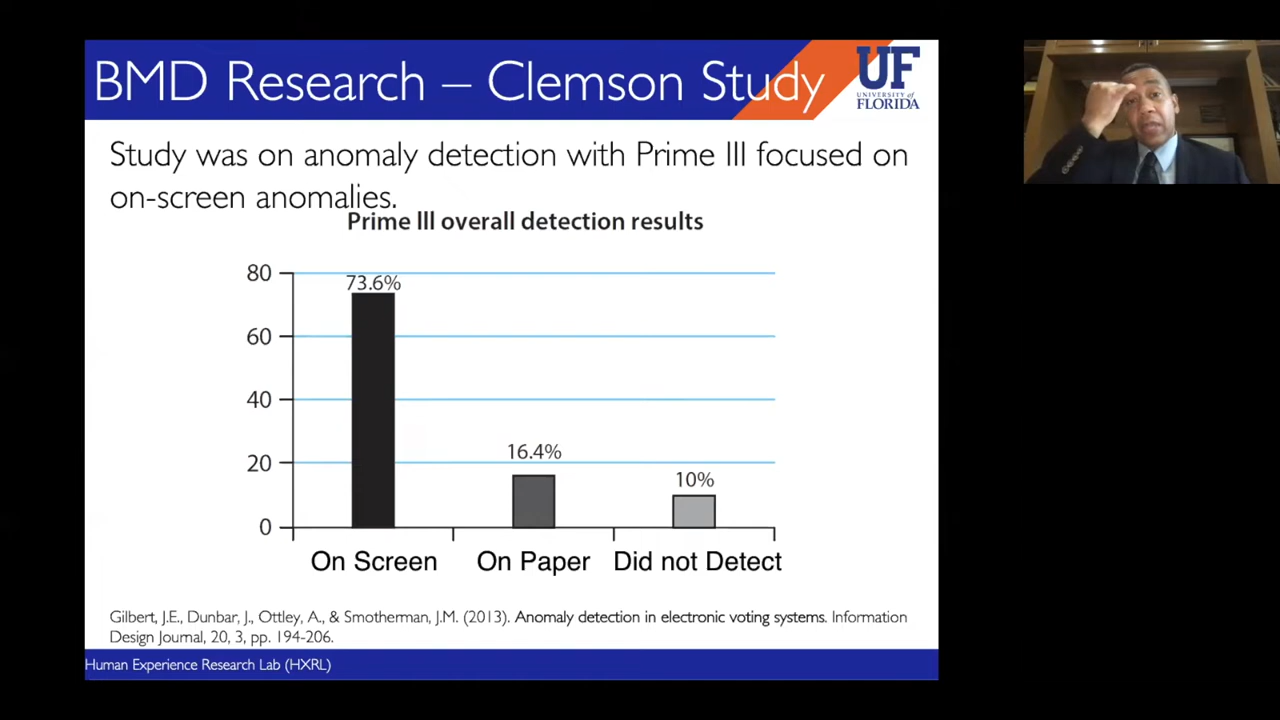 BMD Research – Clemson Study
UF
UNIVERSITY of
FLORIDA
Study was on anomaly detection with Prime III focused on
on-screen anomalies.
Prime III overall detection results
80
60
40
20
0
73.6%
16.4%
10%
On Screen
On Paper
Did not Detect
Gilbert, J.E., Dunbar, J., Ottley, A., & Smotherman, J.M. (2013). Anomaly detection in electronic voting systems. Information
Design Journal, 20, 3, pp. 194-206.
Human Experience Research Lab (HXRL)